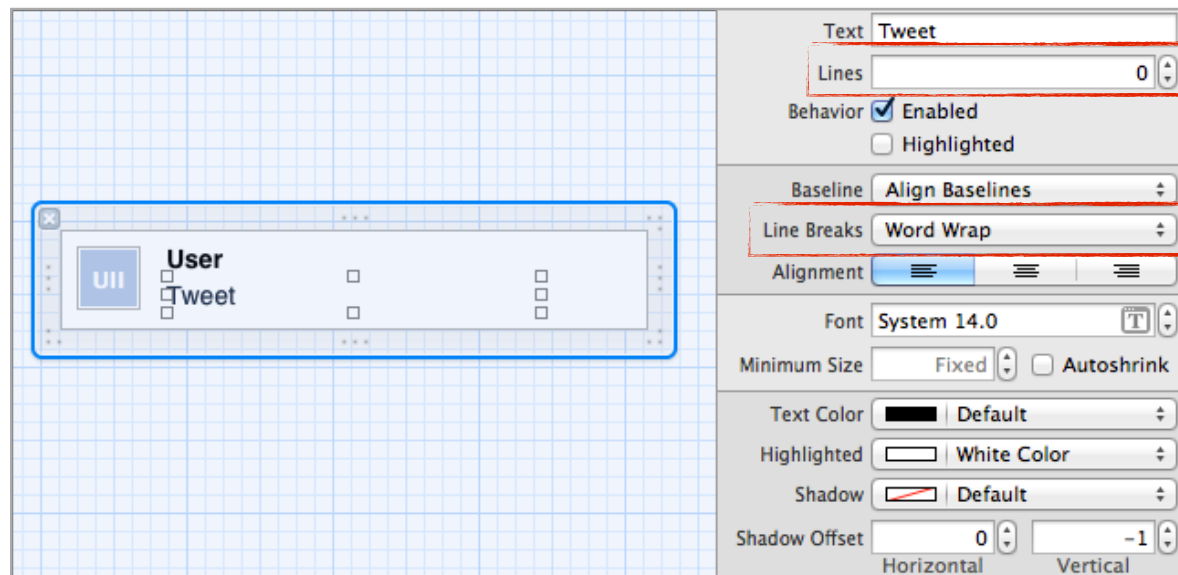 Text Tweet
Lines 0
Behavior Enabled
Highlighted
Baseline Align Baselines
Line Breaks Word Wrap
Alignment
Font System 14.0 T
Minimum Size Fixed Autoshrink
Text Color Default
Highlighted White Color
Shadow Default
Shadow Offset 0 -1
Horizontal Vertical
UII
User
Tweet